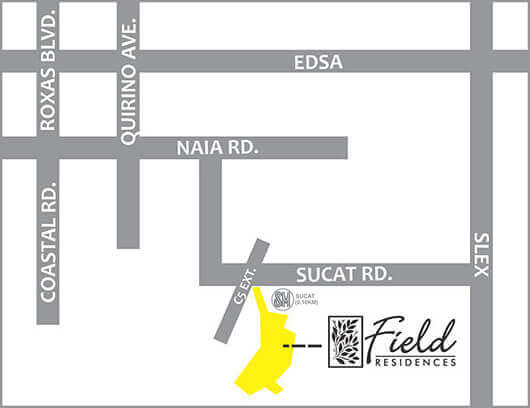 ROXAS BLVD.
QUIRINO AVE.
EDSA
NAIA RD.
COASTAL RD.
SLEX
C5 EXT.
SUCAT RD.
SM
SUCAT
(0.10KM)
Field
RESIDENCES